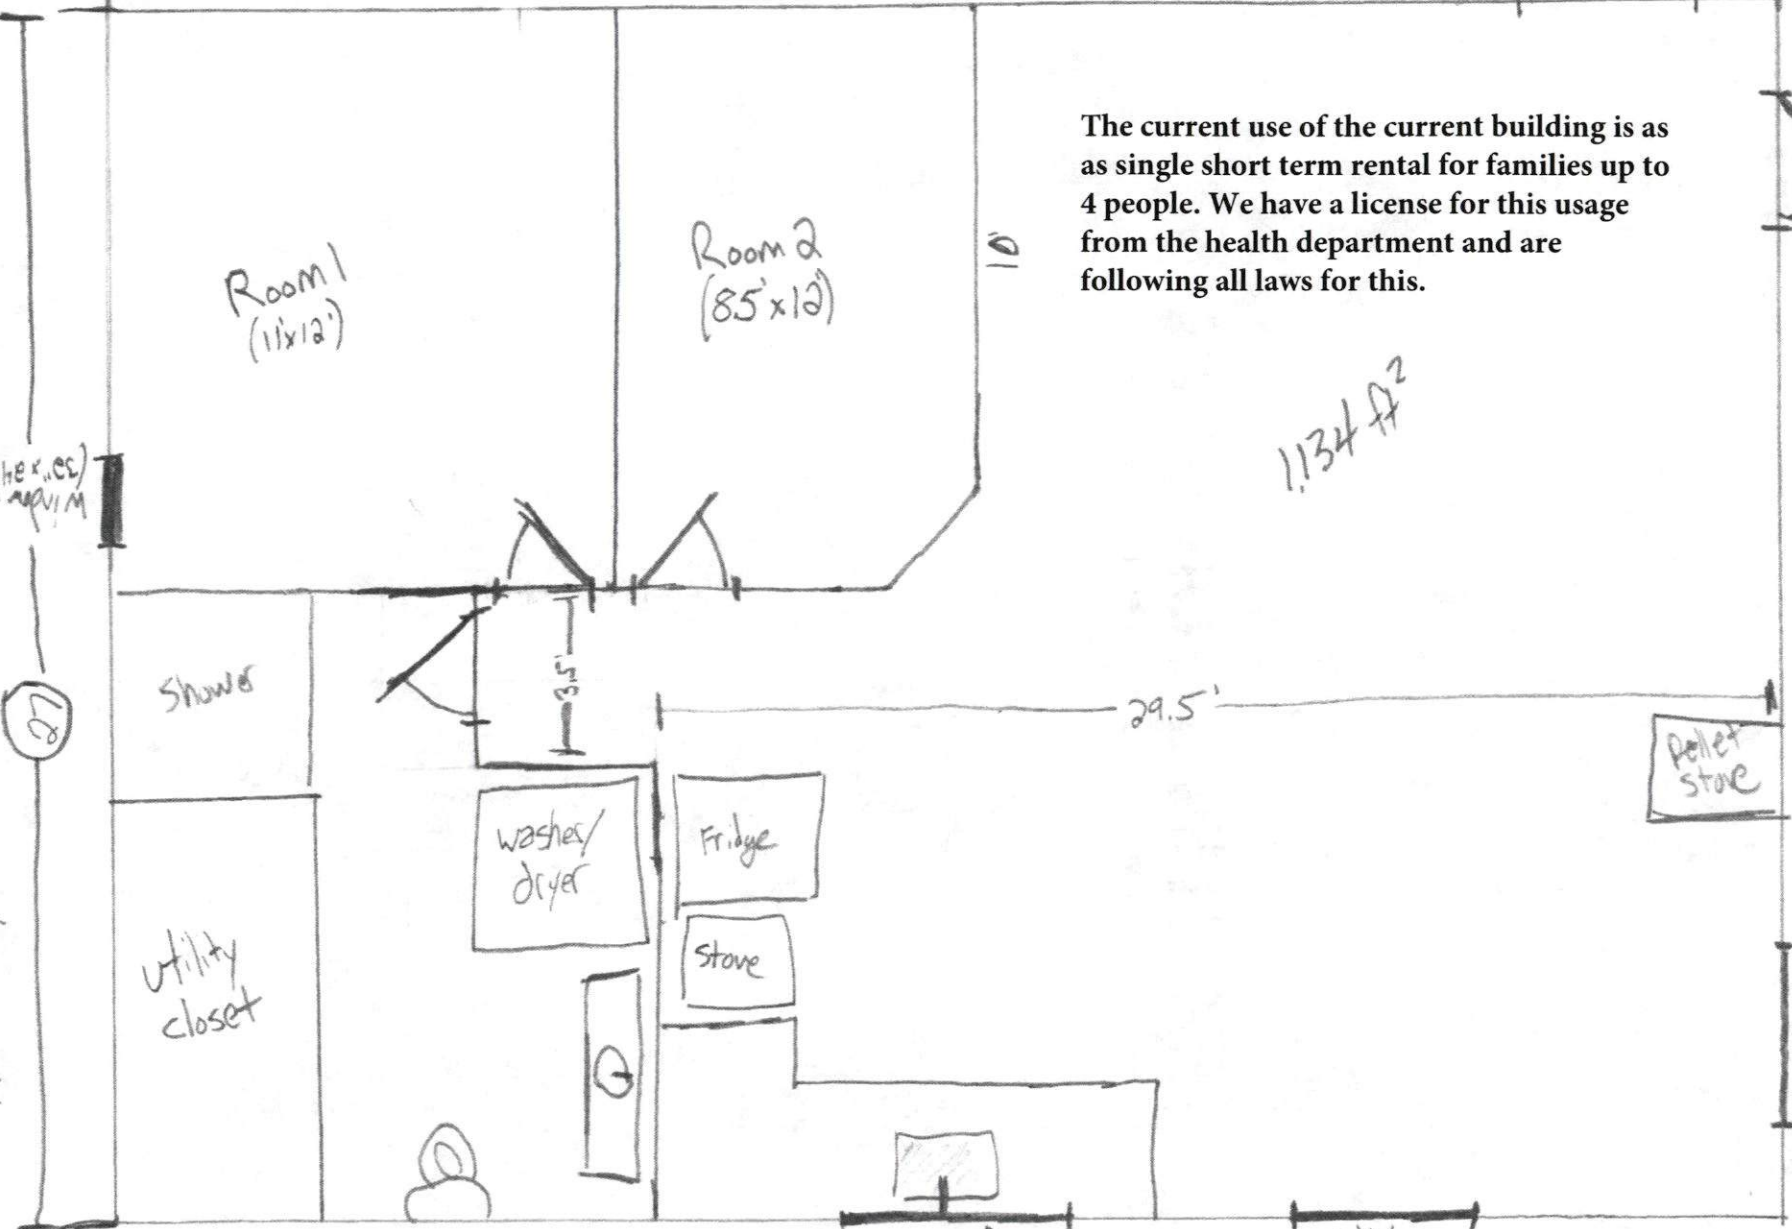 The current use of the current building is as
as single short term rental for families up to
4 people. We have a license for this usage
from the health department and are
following all laws for this.
Room 1
(11'x12')
Room 2
(8.5'x12')
10'
1,134 ft²
Window
3.5'
29.5'
27
Shower
Pellet
stove
washer/
dryer
Fridge
Stove
utility
closet